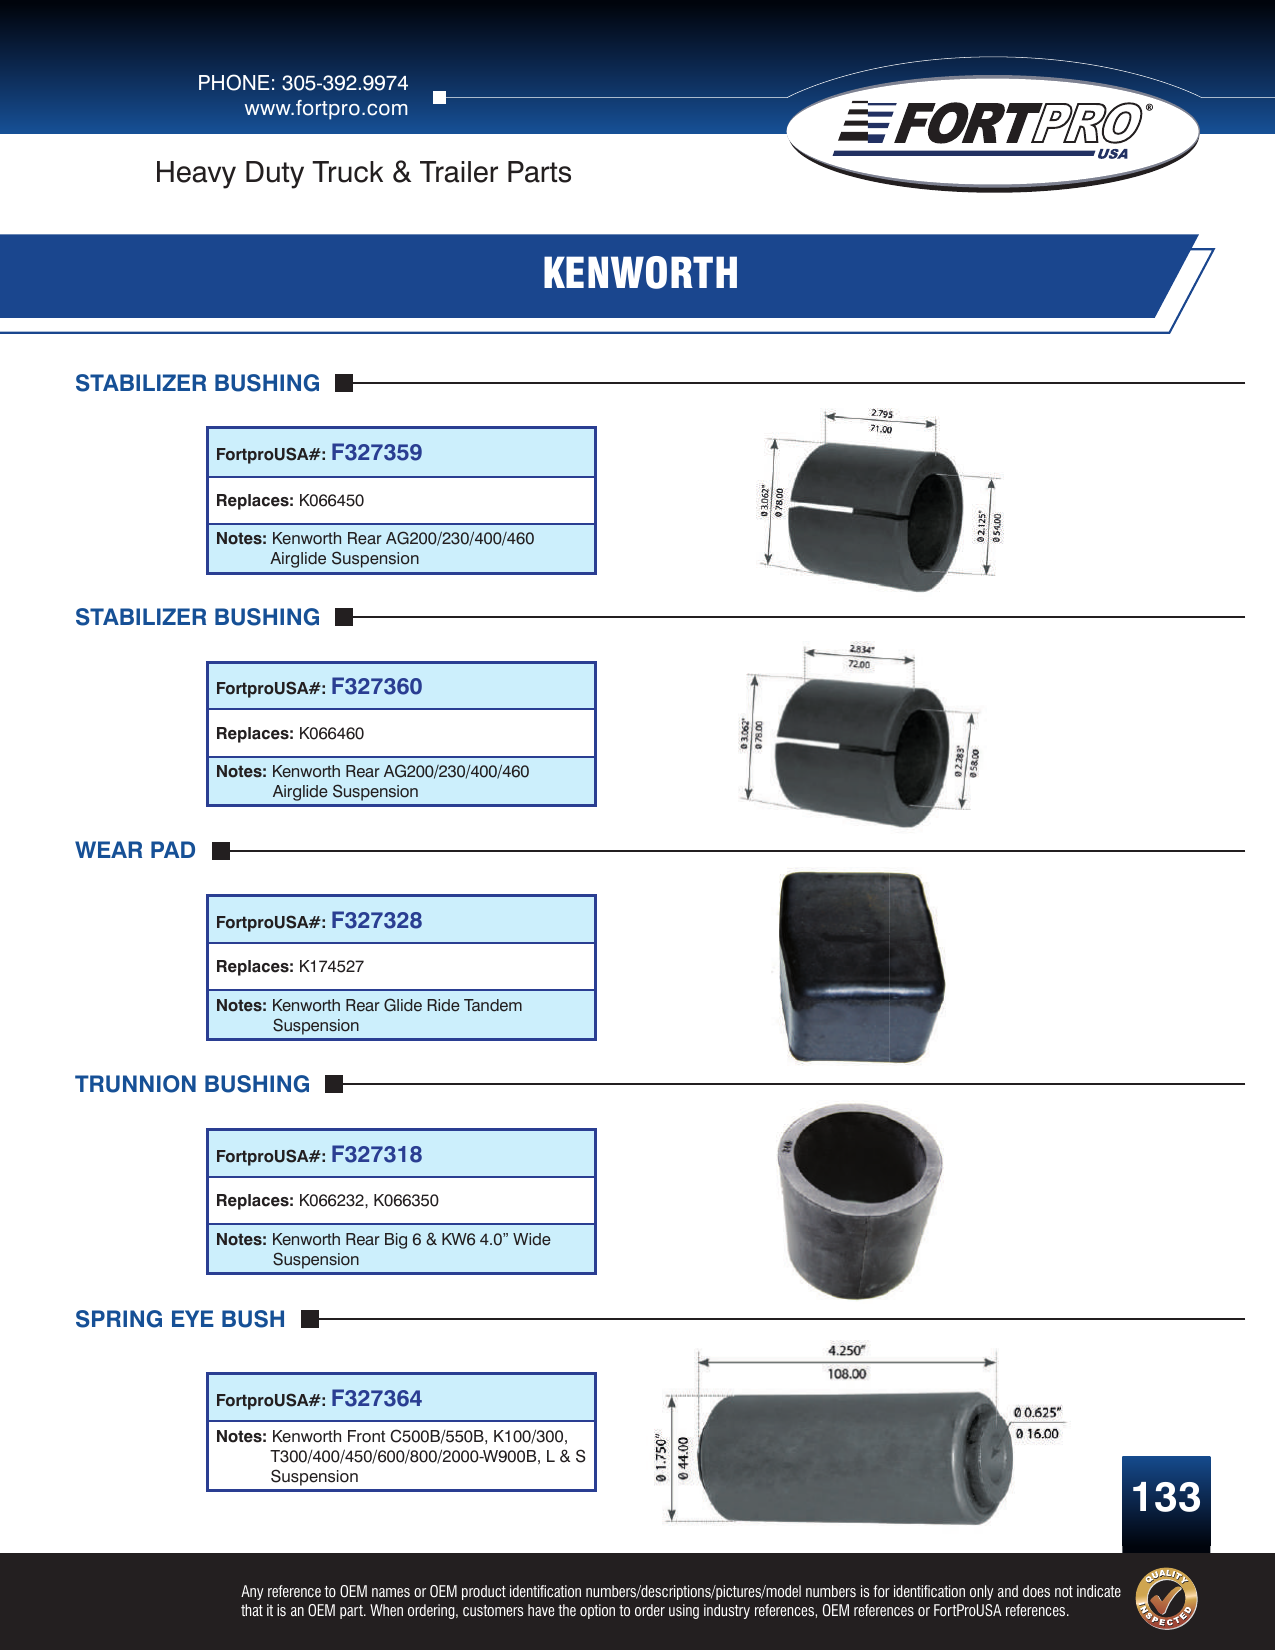 PHONE: 305-392.9974
www.fortpro.com
FORTPRO®
USA
Heavy Duty Truck & Trailer Parts
KENWORTH
STABILIZER BUSHING
FortproUSA#: F327359
Replaces: K066450
Notes: Kenworth Rear AG200/230/400/460
Airglide Suspension
2.795
71.00
Ø 3.062"
Ø 78.00
Ø 2.125"
Ø 54.00
STABILIZER BUSHING
FortproUSA#: F327360
Replaces: K066460
Notes: Kenworth Rear AG200/230/400/460
Airglide Suspension
2.834"
72.00
Ø 3.062"
Ø 78.00
Ø 2.283"
Ø 58.00
WEAR PAD
FortproUSA#: F327328
Replaces: K174527
Notes: Kenworth Rear Glide Ride Tandem
Suspension
TRUNNION BUSHING
FortproUSA#: F327318
Replaces: K066232, K066350
Notes: Kenworth Rear Big 6 & KW6 4.0” Wide
Suspension
SPRING EYE BUSH
FortproUSA#: F327364
Notes: Kenworth Front C500B/550B, K100/300,
T300/400/450/600/800/2000-W900B, L & S
Suspension
4.250"
108.00
Ø 1.750"
Ø 44.00
Ø 0.625"
Ø 16.00
133
Any reference to OEM names or OEM product identification numbers/descriptions/pictures/model numbers is for identification only and does not indicate
that it is an OEM part. When ordering, customers have the option to order using industry references, OEM references or FortProUSA references.
QUALITY
INSPECTED